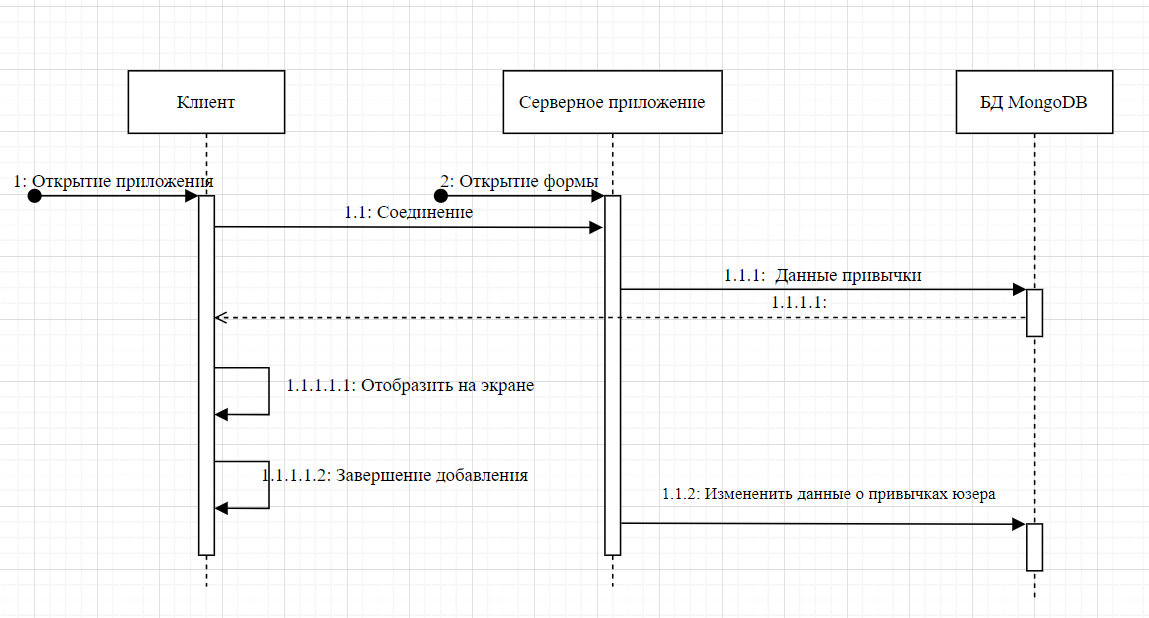 Клиент
Серверное приложение
БД MongoDB
1: Открытие приложения
2: Открытие формы
1.1: Соединение
1.1.1: Данные привычки
1.1.1.1:
1.1.1.1.1: Отобразить на экране
1.1.1.1.2: Завершение добавления
1.1.2: Измененить данные о привычках юзера